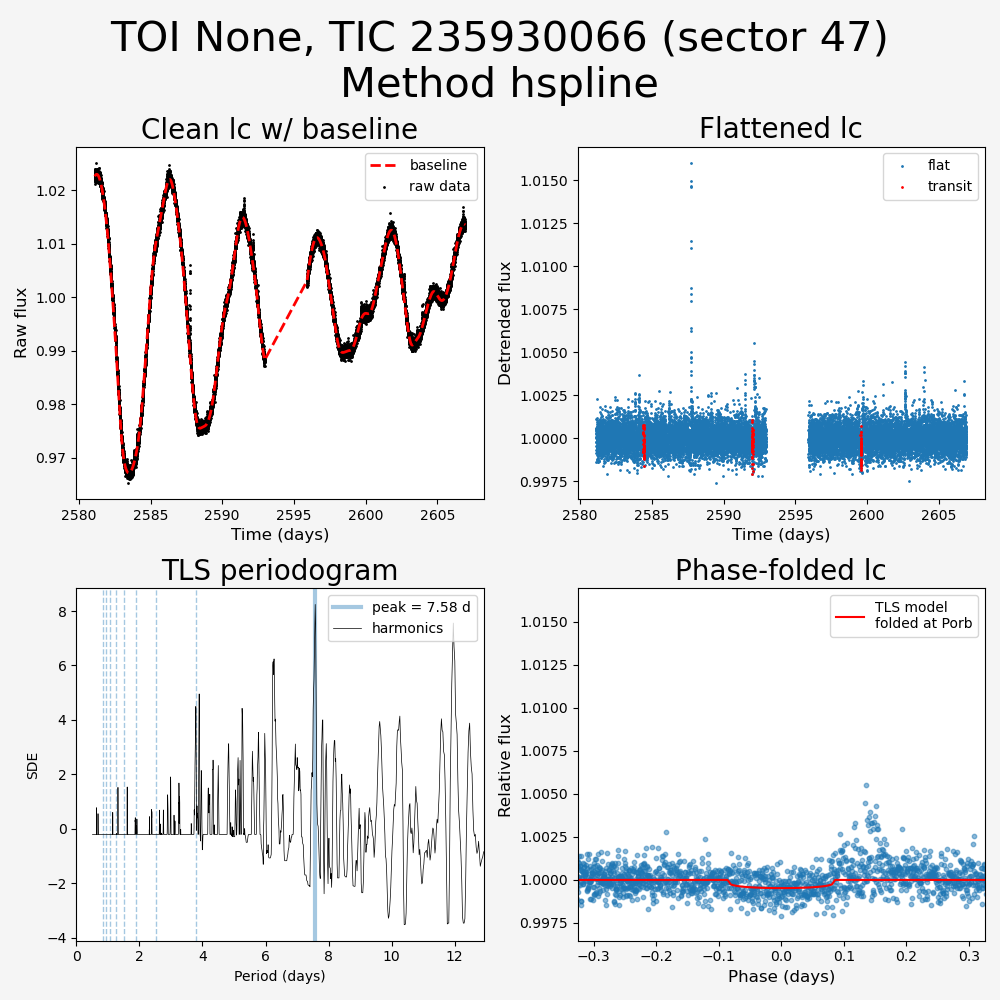 TOI None, TIC 235930066 (sector 47)
Method hspline
Clean lc w/ baseline
Flattened lc
baseline
raw data
flat
transit
Raw flux
1.02
1.01
1.00
0.99
0.98
0.97
2580 2585 2590 2595 2600 2605
Time (days)
Detrended flux
1.0150
1.0125
1.0100
1.0075
1.0050
1.0025
1.0000
0.9975
2580 2585 2590 2595 2600 2605
Time (days)
TLS periodogram
Phase-folded lc
peak = 7.58 d
harmonics
TLS model
folded at Porb
SDE
8
6
4
2
0
−2
−4
0 2 4 6 8 10 12
Period (days)
Relative flux
1.0150
1.0125
1.0100
1.0075
1.0050
1.0025
1.0000
0.9975
−0.3 −0.2 −0.1 0.0 0.1 0.2 0.3
Phase (days)